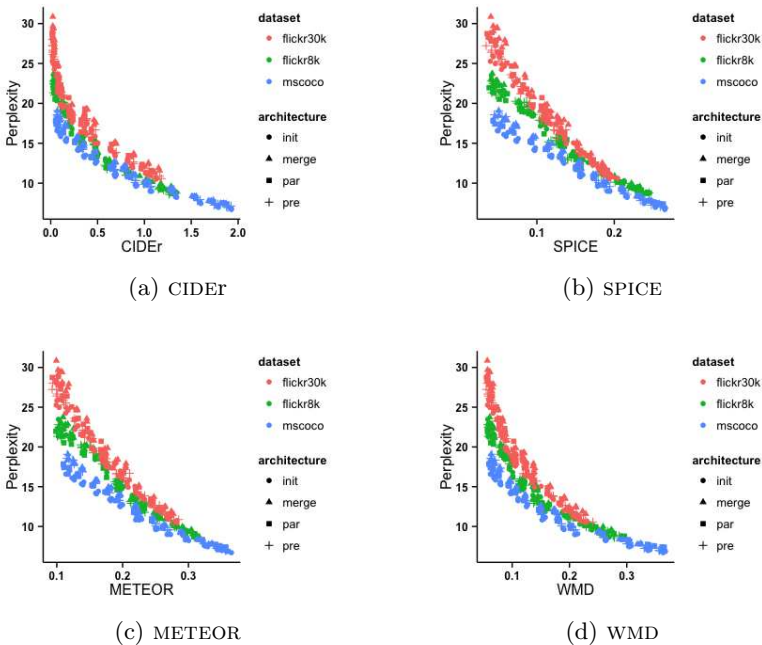 30
25
20
15
10
Perplexity
0.0 0.5 1.0 1.5 2.0
CIDEr
dataset
flickr30k
flickr8k
mscoco
architecture
init
merge
par
pre
(a) CIDEr
30
25
20
15
10
Perplexity
0.1 0.2
SPICE
dataset
flickr30k
flickr8k
mscoco
architecture
init
merge
par
pre
(b) SPICE
30
25
20
15
10
Perplexity
0.1 0.2 0.3
METEOR
dataset
flickr30k
flickr8k
mscoco
architecture
init
merge
par
pre
(c) METEOR
30
25
20
15
10
Perplexity
0.1 0.2 0.3
WMD
dataset
flickr30k
flickr8k
mscoco
architecture
init
merge
par
pre
(d) WMD